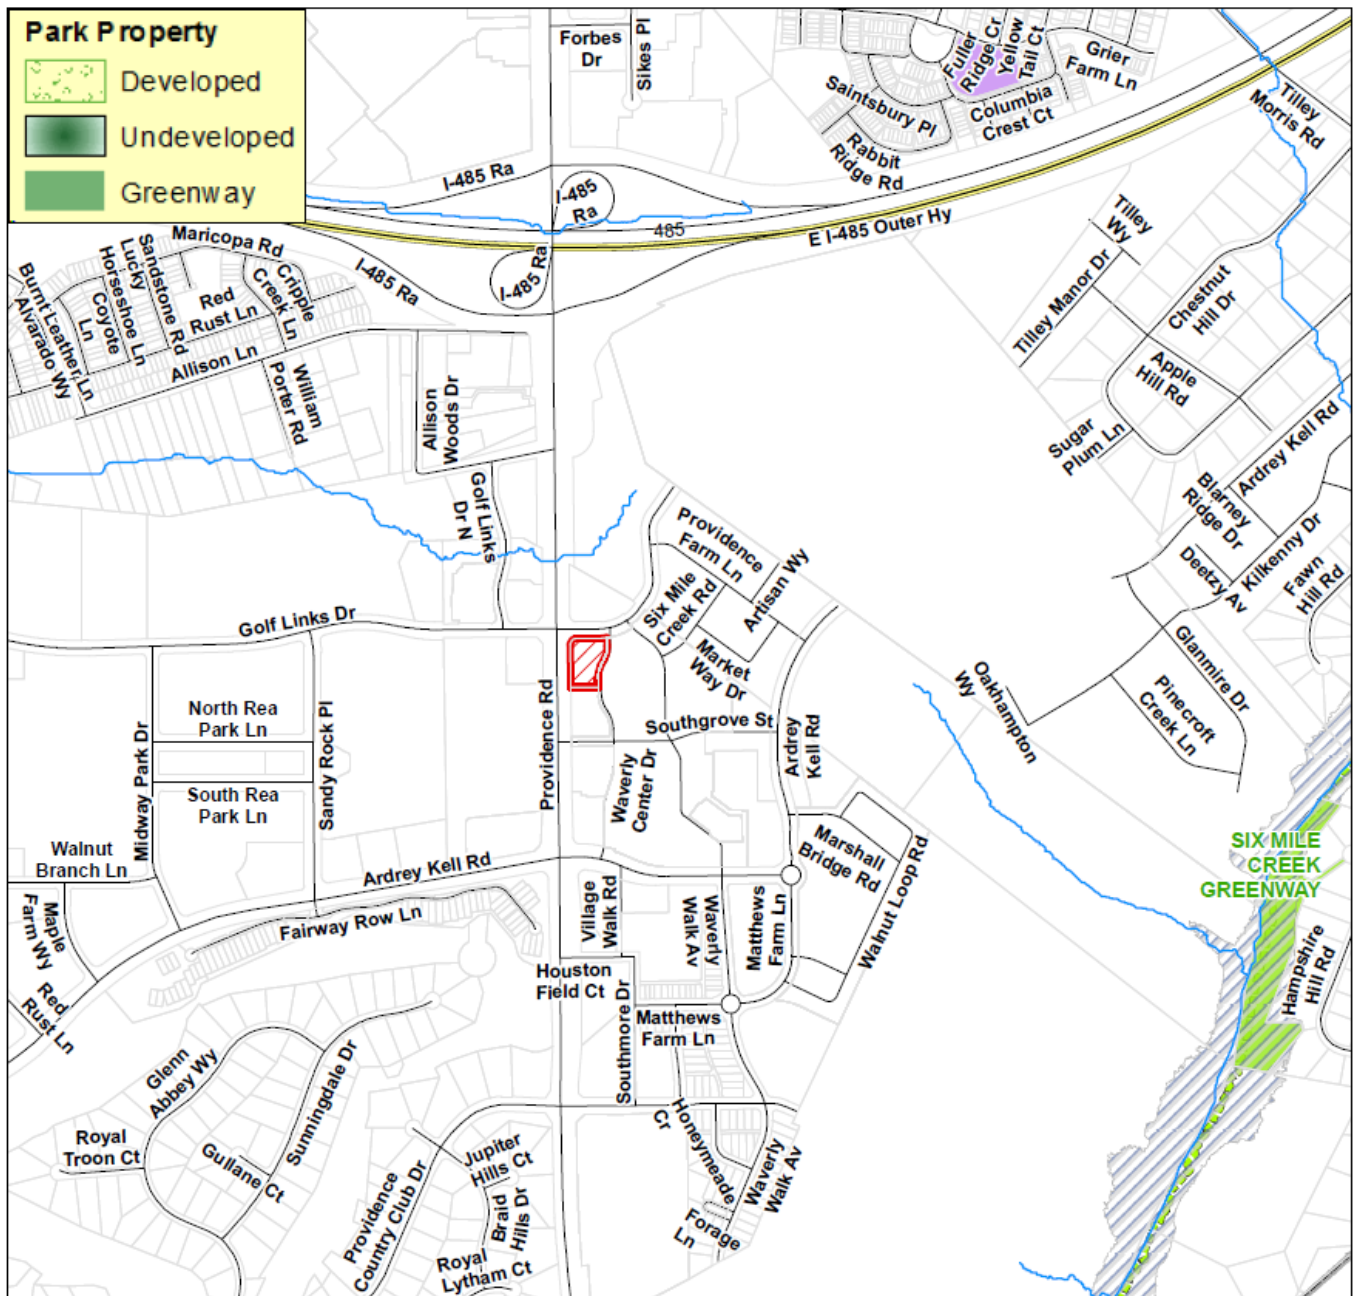 Park Property
Developed
Undeveloped
Greenway
Forbes
Dr
Sikes Pl
Fuller
Ridge Cr
Yellow
Tail Ct
Grier
Farm Ln
Saintsbury Pl
Columbia
Crest Ct
Rabbit
Ridge Rd
Tilley
Morris Rd
I-485 Ra
I-485
Ra
485
E I-485 Outer Hy
I-485 Ra
I-485 Ra
Maricopa Rd
Sandstone Rd
Lucky
Horseshoe Ln
Coyote
Ln
Burnt Leather Ln
Alvarado Wy
Red
Rust Ln
Cripple
Creek Ln
Allison Ln
William
Porter Rd
Allison
Woods Dr
Tilley
Wy
Tilley Manor Dr
Chestnut
Hill Dr
Apple
Hill Rd
Sugar
Plum Ln
Ardrey Kell Rd
Blarney
Ridge Dr
Kilkenny Dr
Deetzy Av
Fawn
Hill Rd
Golf Links
Dr N
Providence
Farm Ln
Artisan Wy
Six Mile
Creek Rd
Market
Way Dr
Golf Links Dr
Glanmire Dr
Pinecroft
Creek Ln
Oakhampton
Wy
North Rea
Park Ln
South Rea
Park Ln
Midway Park Dr
Sandy Rock Pl
Providence Rd
Southgrove St
Ardrey
Kell Rd
Waverly
Center Dr
Walnut
Branch Ln
Ardrey Kell Rd
Marshall
Bridge Rd
Walnut Loop Rd
SIX MILE
CREEK
GREENWAY
Maple
Farm Wy
Fairway Row Ln
Village
Walk Rd
Waverly
Walk Av
Matthews
Farm Ln
Hampshire
Hill Rd
Red
Rust Ln
Houston
Field Ct
Matthews
Farm Ln
Southmore Dr
Glenn
Abbey Wy
Sunningdale Dr
Royal
Troon Ct
Gullane Ct
Providence
Country Club Dr
Jupiter
Hills Ct
Braid
Hills Dr
Royal
Lytham Ct
Honeymeade
Cr
Waverly
Walk Av
Forage
Ln